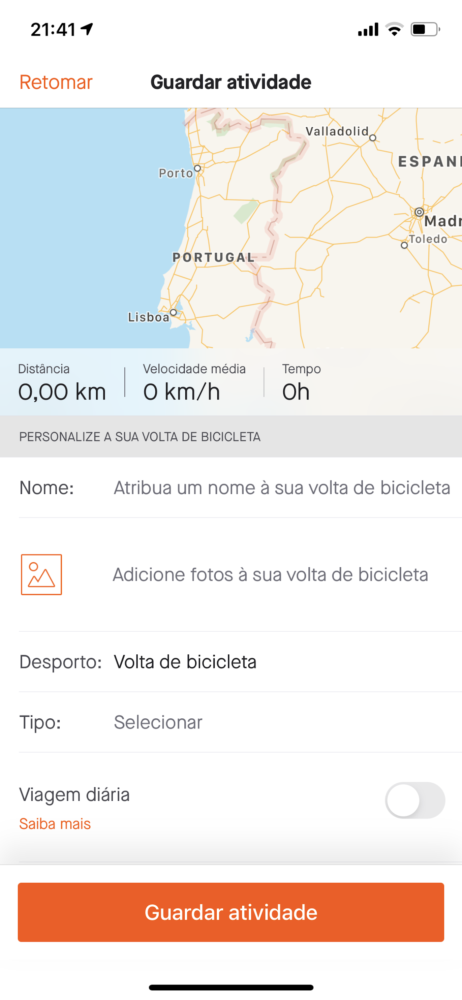 21:41
Retomar
Guardar atividade
Valladolid
ESPAN
Porto
Madr
Toledo
PORTUGAL
Lisboa
Distância
Velocidade média
Tempo
0,00 km
0 km/h
0h
PERSONALIZE A SUA VOLTA DE BICICLETA
Nome:
Atribua um nome à sua volta de bicicleta
Adicione fotos à sua volta de bicicleta
Desporto:
Volta de bicicleta
Tipo:
Selecionar
Viagem diária
Saiba mais
Guardar atividade